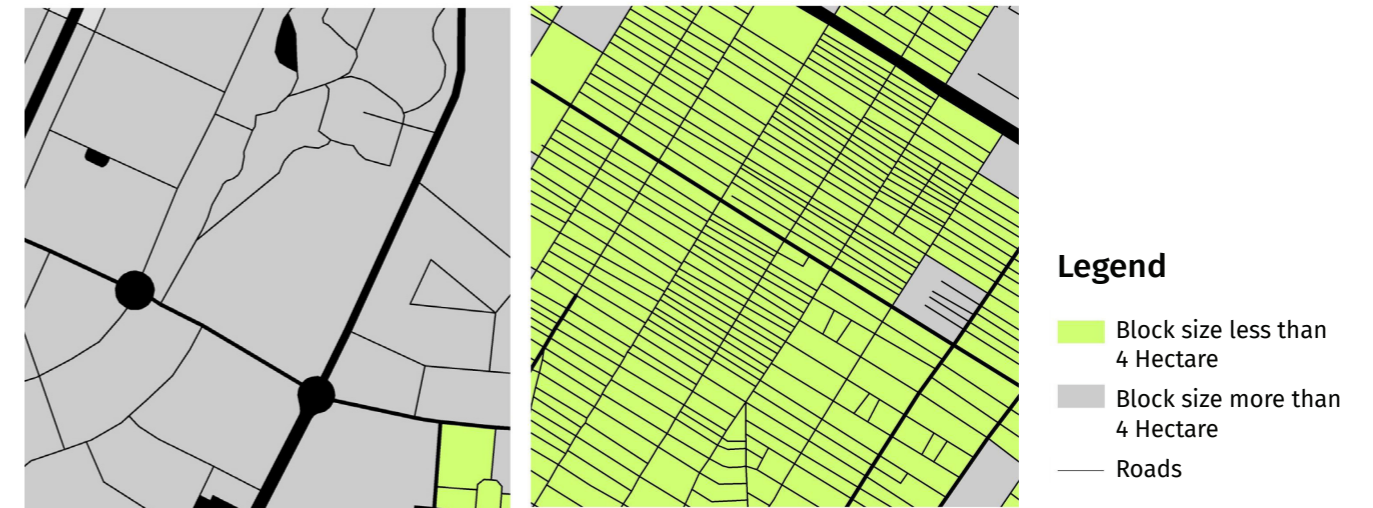 Legend
Block size less than
4 Hectare
Block size more than
4 Hectare
Roads